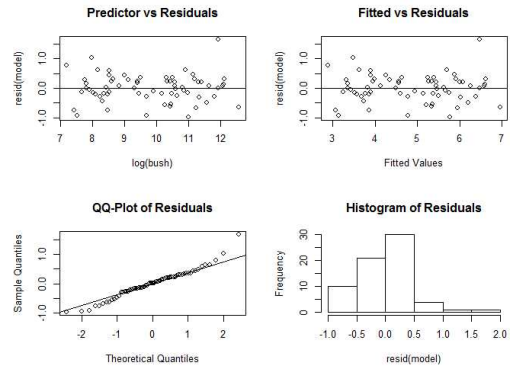 Predictor vs Residuals
resid(model)
-1.0 0.0 1.0
7 8 9 10 11 12
log(bush)
Fitted vs Residuals
resid(model)
-1.0 0.0 1.0
3 4 5 6 7
Fitted Values
QQ-Plot of Residuals
Sample Quantiles
-1.0 0.0 1.0
-2 -1 0 1 2
Theoretical Quantiles
Histogram of Residuals
Frequency
0 10 20 30
-1.0 -0.5 0.0 0.5 1.0 1.5 2.0
resid(model)